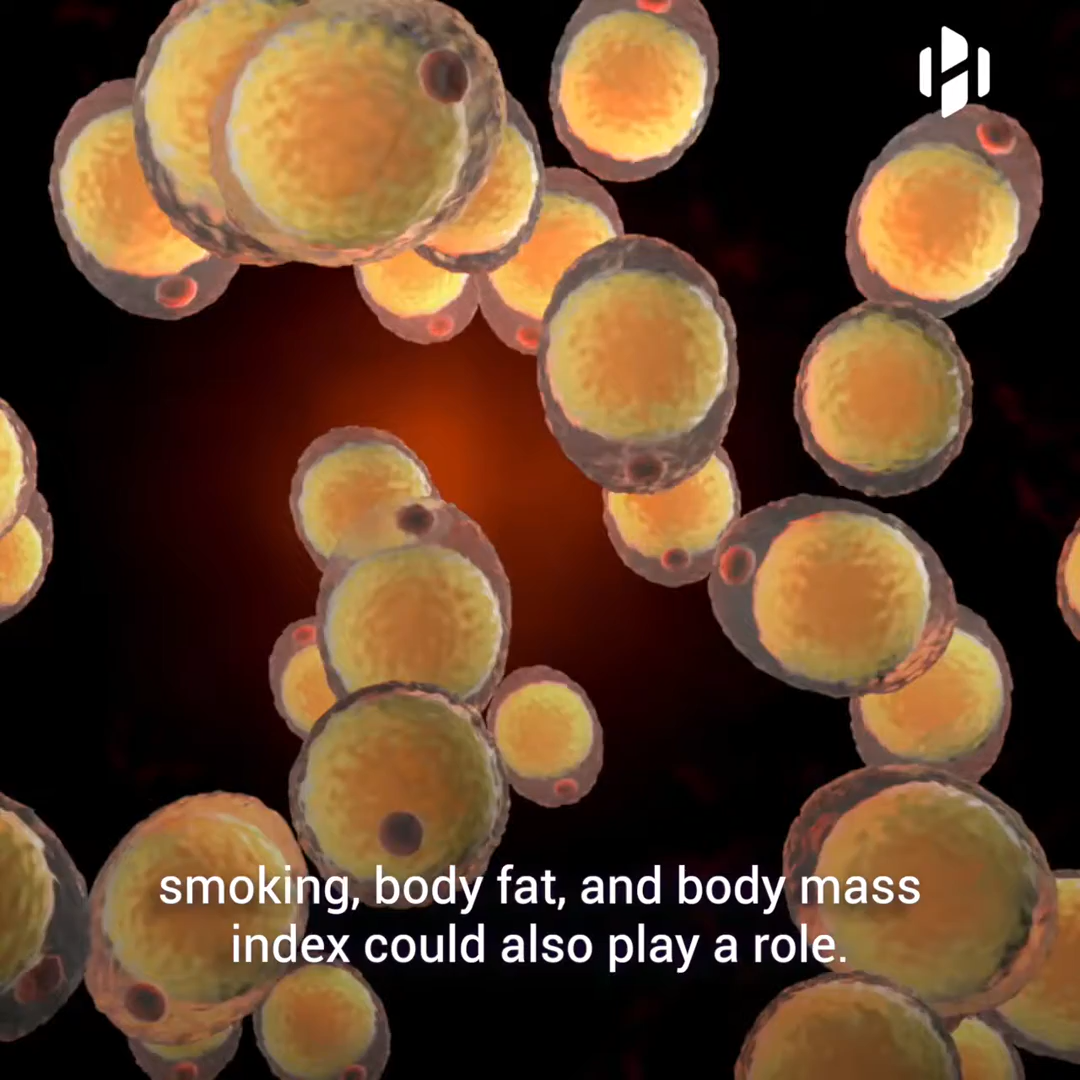 smoking, body fat, and body mass
index could also play a role.